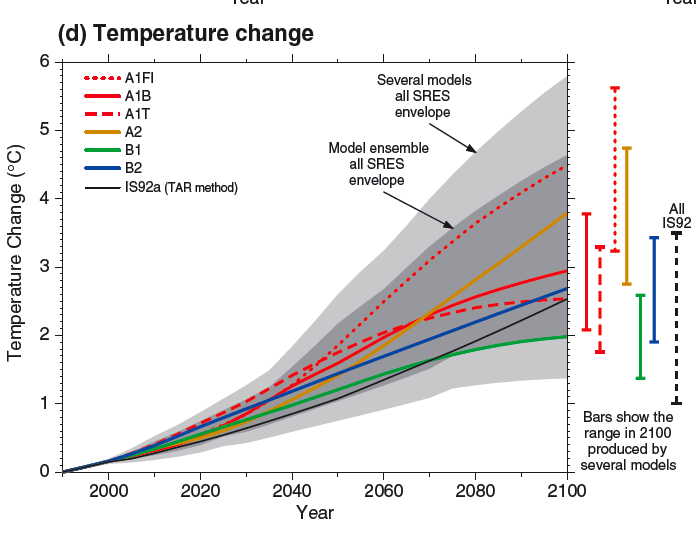 Year
Year
(d) Temperature change
6
5
4
3
2
1
0
Temperature Change (°C)
A1FI
A1B
A1T
A2
B1
B2
IS92a (TAR method)
Several models
all SRES
envelope
Model ensemble
all SRES
envelope
All
IS92
Bars show the
range in 2100
produced by
several models
2000 2020 2040 2060 2080 2100
Year